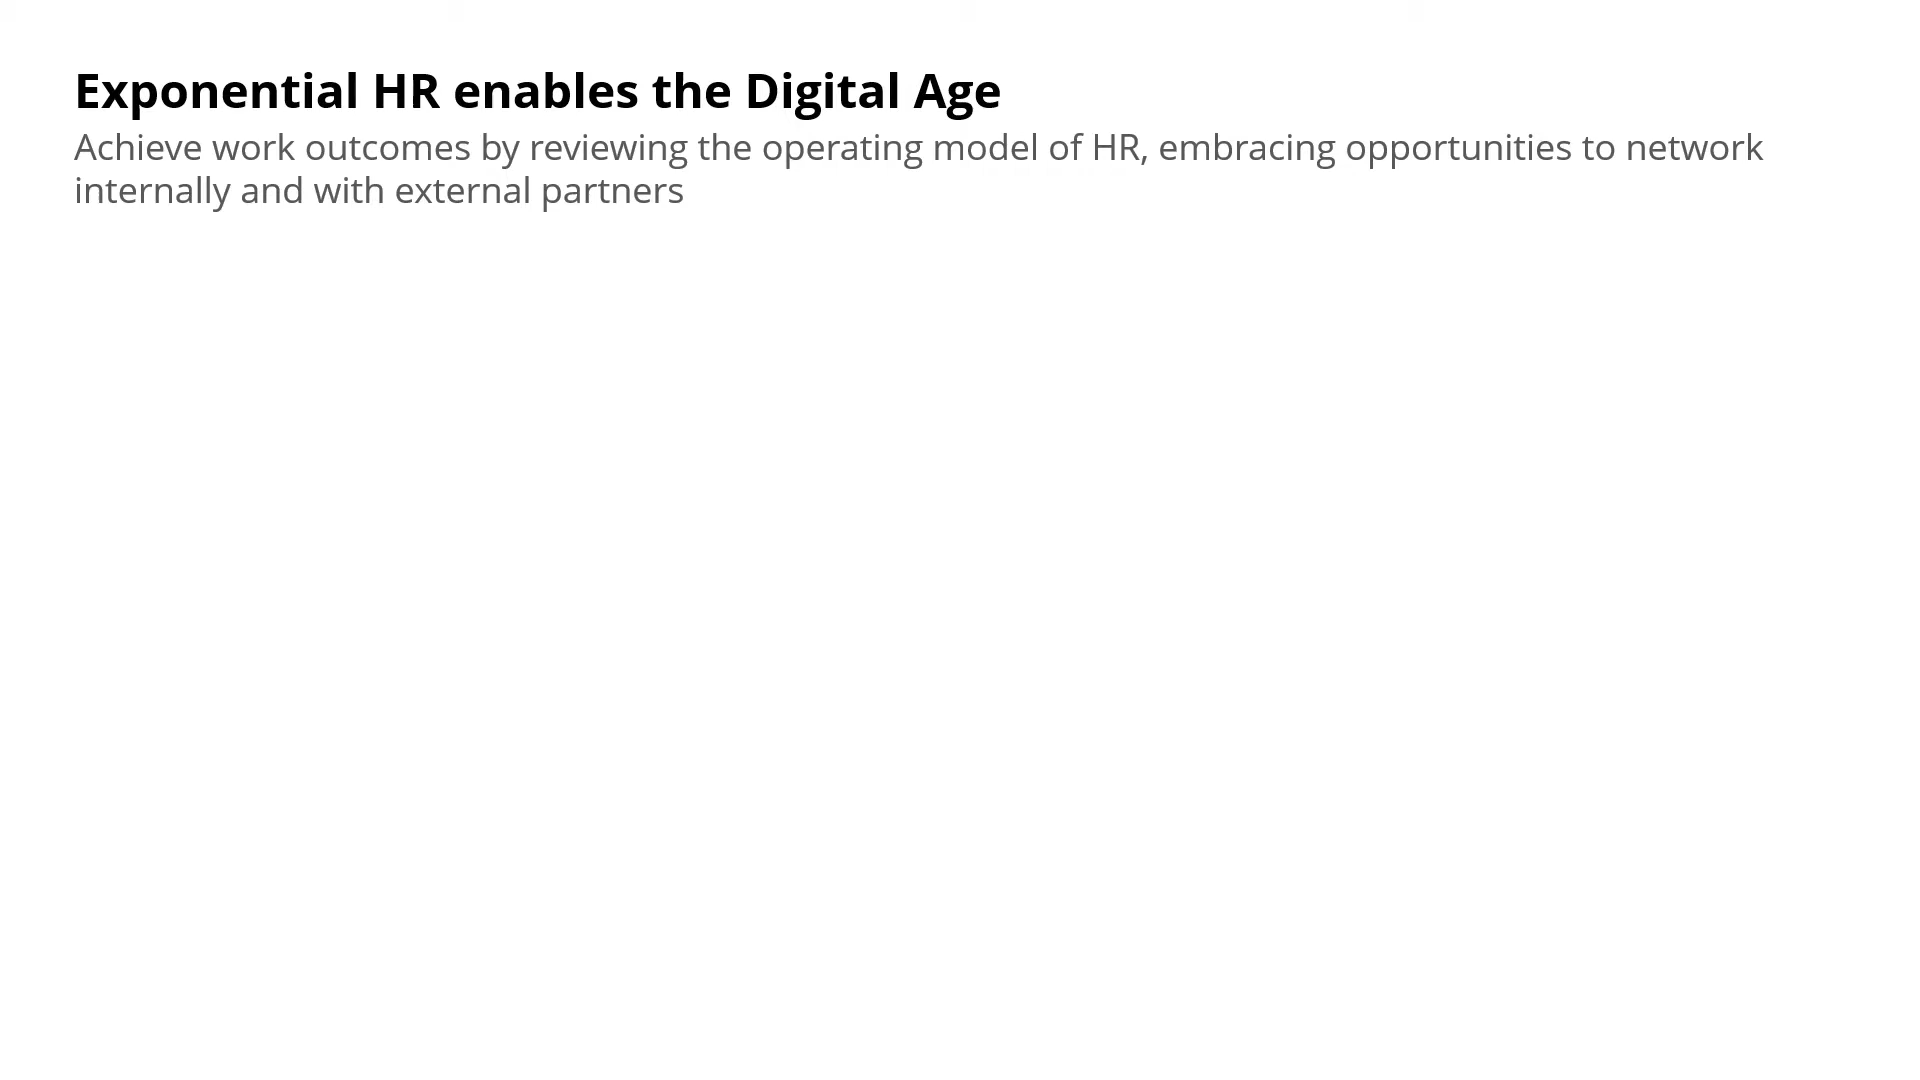 Exponential HR enables the Digital Age
Achieve work outcomes by reviewing the operating model of HR, embracing opportunities to network
internally and with external partners